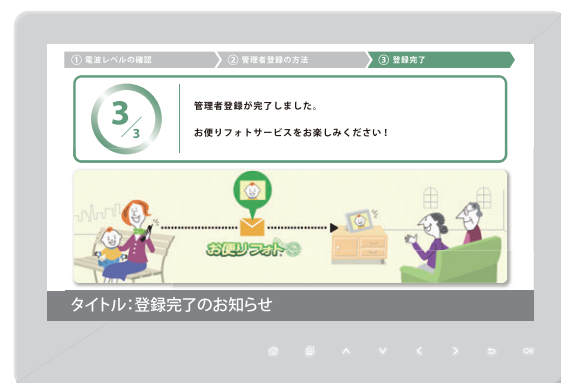 ① 電波レベルの確認
② 管理者登録の方法
③ 登録完了
3/3
管理者登録が完了しました。
お便りフォトサービスをお楽しみください！
お便りフォト
タイトル:登録完了のお知らせ
OK